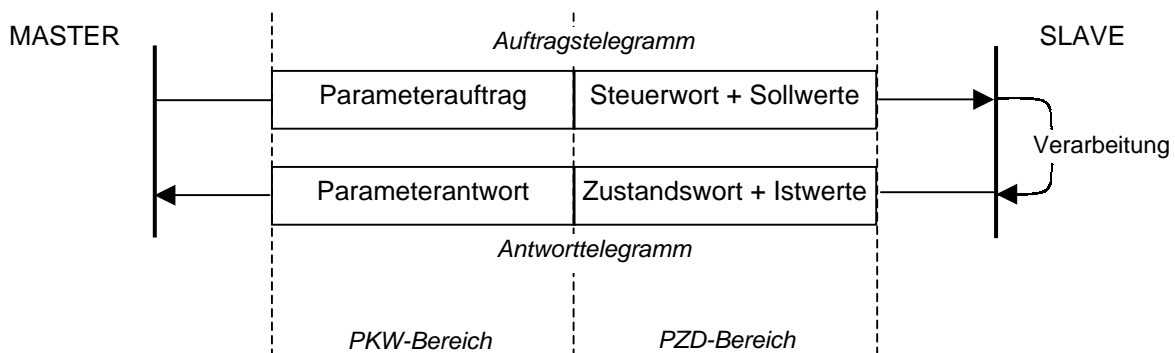 MASTER
Auftragstelegramm
SLAVE
Parameterauftrag
Steuerwort + Sollwerte
Verarbeitung
Parameterantwort
Zustandswort + Istwerte
Antworttelegramm
PKW-Bereich
PZD-Bereich